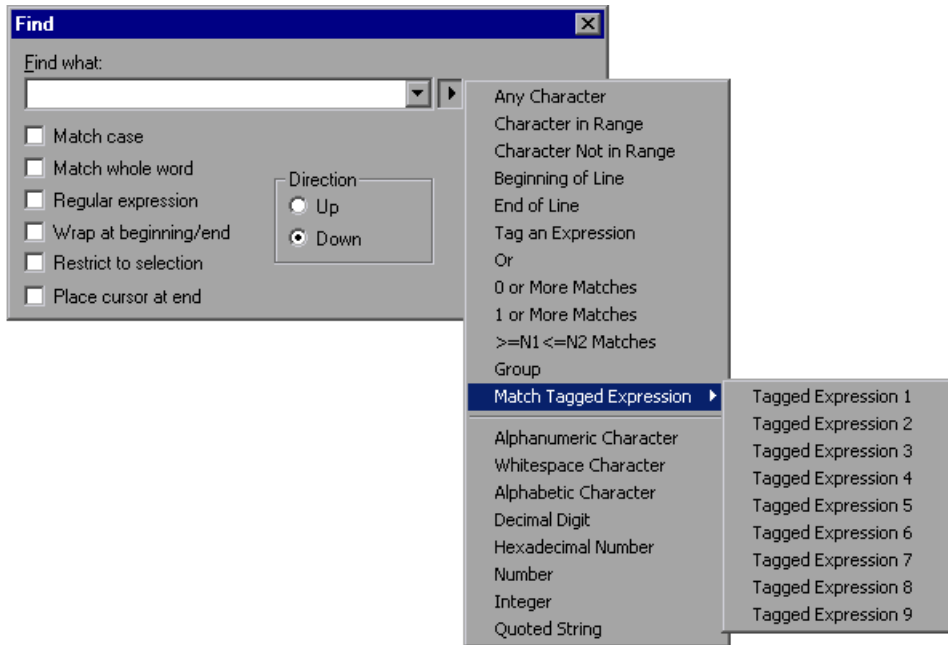 Find
Find what:
Match case
Match whole word
Regular expression
Wrap at beginning/end
Restrict to selection
Place cursor at end
Direction
Up
Down
Any Character
Character in Range
Character Not in Range
Beginning of Line
End of Line
Tag an Expression
Or
0 or More Matches
1 or More Matches
>=N1<=N2 Matches
Group
Match Tagged Expression
Alphanumeric Character
Whitespace Character
Alphabetic Character
Decimal Digit
Hexadecimal Number
Number
Integer
Quoted String
Tagged Expression 1
Tagged Expression 2
Tagged Expression 3
Tagged Expression 4
Tagged Expression 5
Tagged Expression 6
Tagged Expression 7
Tagged Expression 8
Tagged Expression 9